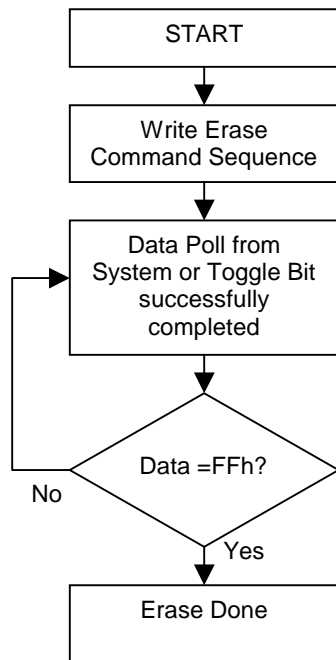 START
Write Erase
Command Sequence
Data Poll from
System or Toggle Bit
successfully
completed
Data =FFh?
No
Yes
Erase Done